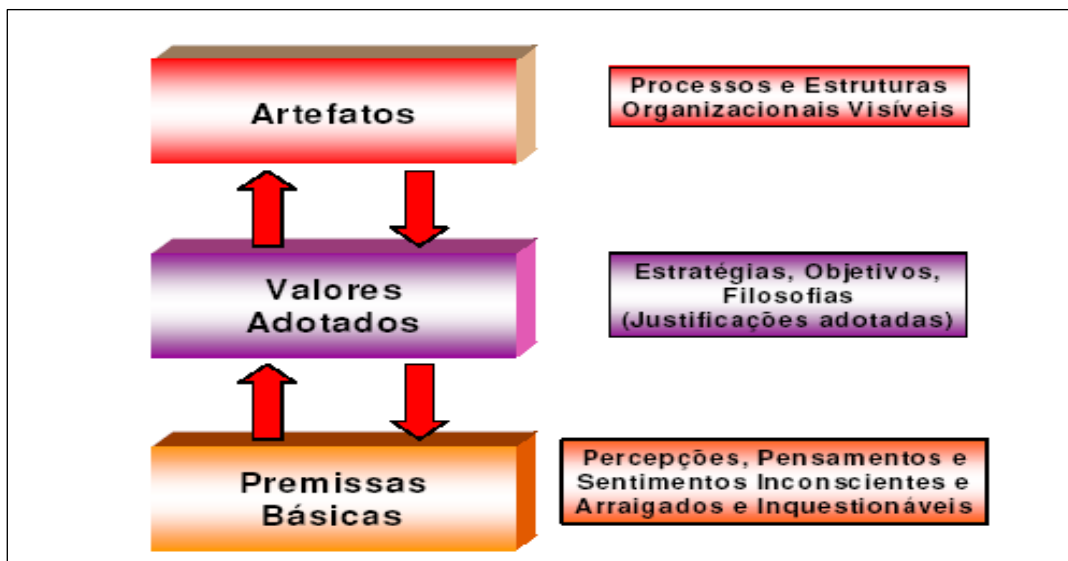 Artefatos
Processos e Estruturas
Organizacionais Visíveis
Valores
Adotados
Estratégias, Objetivos,
Filosofias
(Justificações adotadas)
Premissas
Básicas
Percepções, Pensamentos e
Sentimentos Inconscientes e
Arraigados e Inquestionáveis